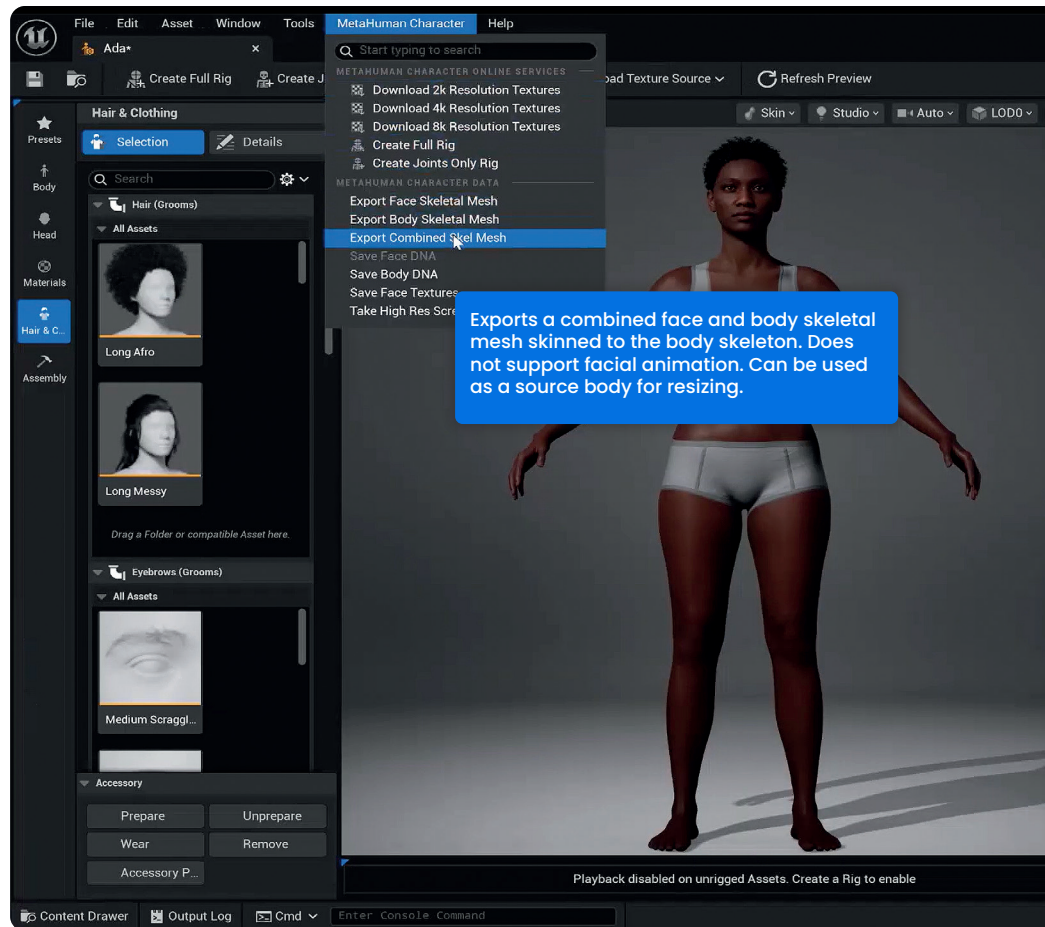 File Edit Asset Window Tools MetaHuman Character Help
Ada*
Start typing to search
Create Full Rig Create J
oad Texture Source Refresh Preview
METAHUMAN CHARACTER ONLINE SERVICES
Download 2k Resolution Textures
Download 4k Resolution Textures
Download 8k Resolution Textures
Create Full Rig
Create Joints Only Rig
METAHUMAN CHARACTER DATA
Export Face Skeletal Mesh
Export Body Skeletal Mesh
Export Combined Skel Mesh
Save Face DNA
Save Body DNA
Save Face Textures
Take High Res Scre
Exports a combined face and body skeletal
mesh skinned to the body skeleton. Does
not support facial animation. Can be used
as a source body for resizing.
Skin Studio Auto LOD0
Presets
Body
Head
Materials
Hair & C...
Assembly
Hair & Clothing
Selection Details
Search
Hair (Grooms)
All Assets
Long Afro
Long Messy
Drag a Folder or compatible Asset here.
Eyebrows (Grooms)
All Assets
Medium Scraggl...
Accessory
Prepare Unprepare
Wear Remove
Accessory P...
Playback disabled on unrigged Assets. Create a Rig to enable
Content Drawer Output Log Cmd Enter Console Command